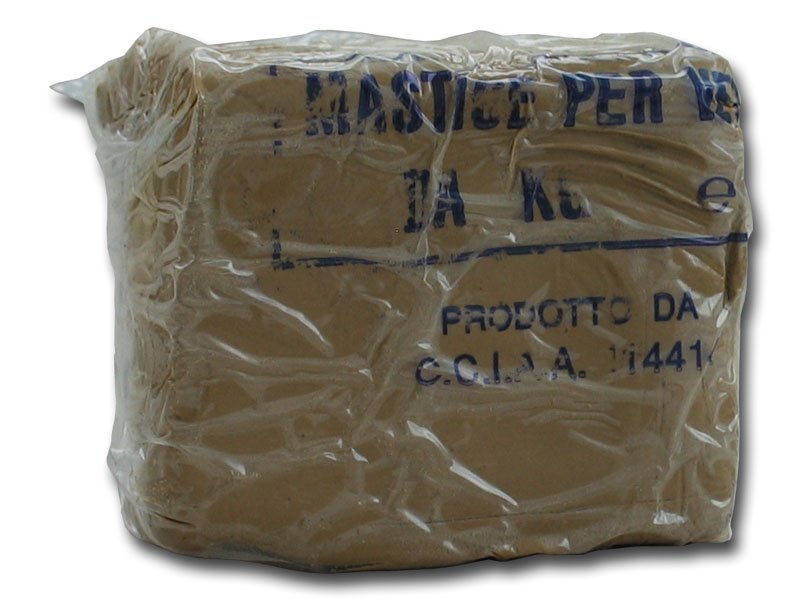 MASTICE PER
DA KG e
PRODOTTO DA
C.C.I.A.A.